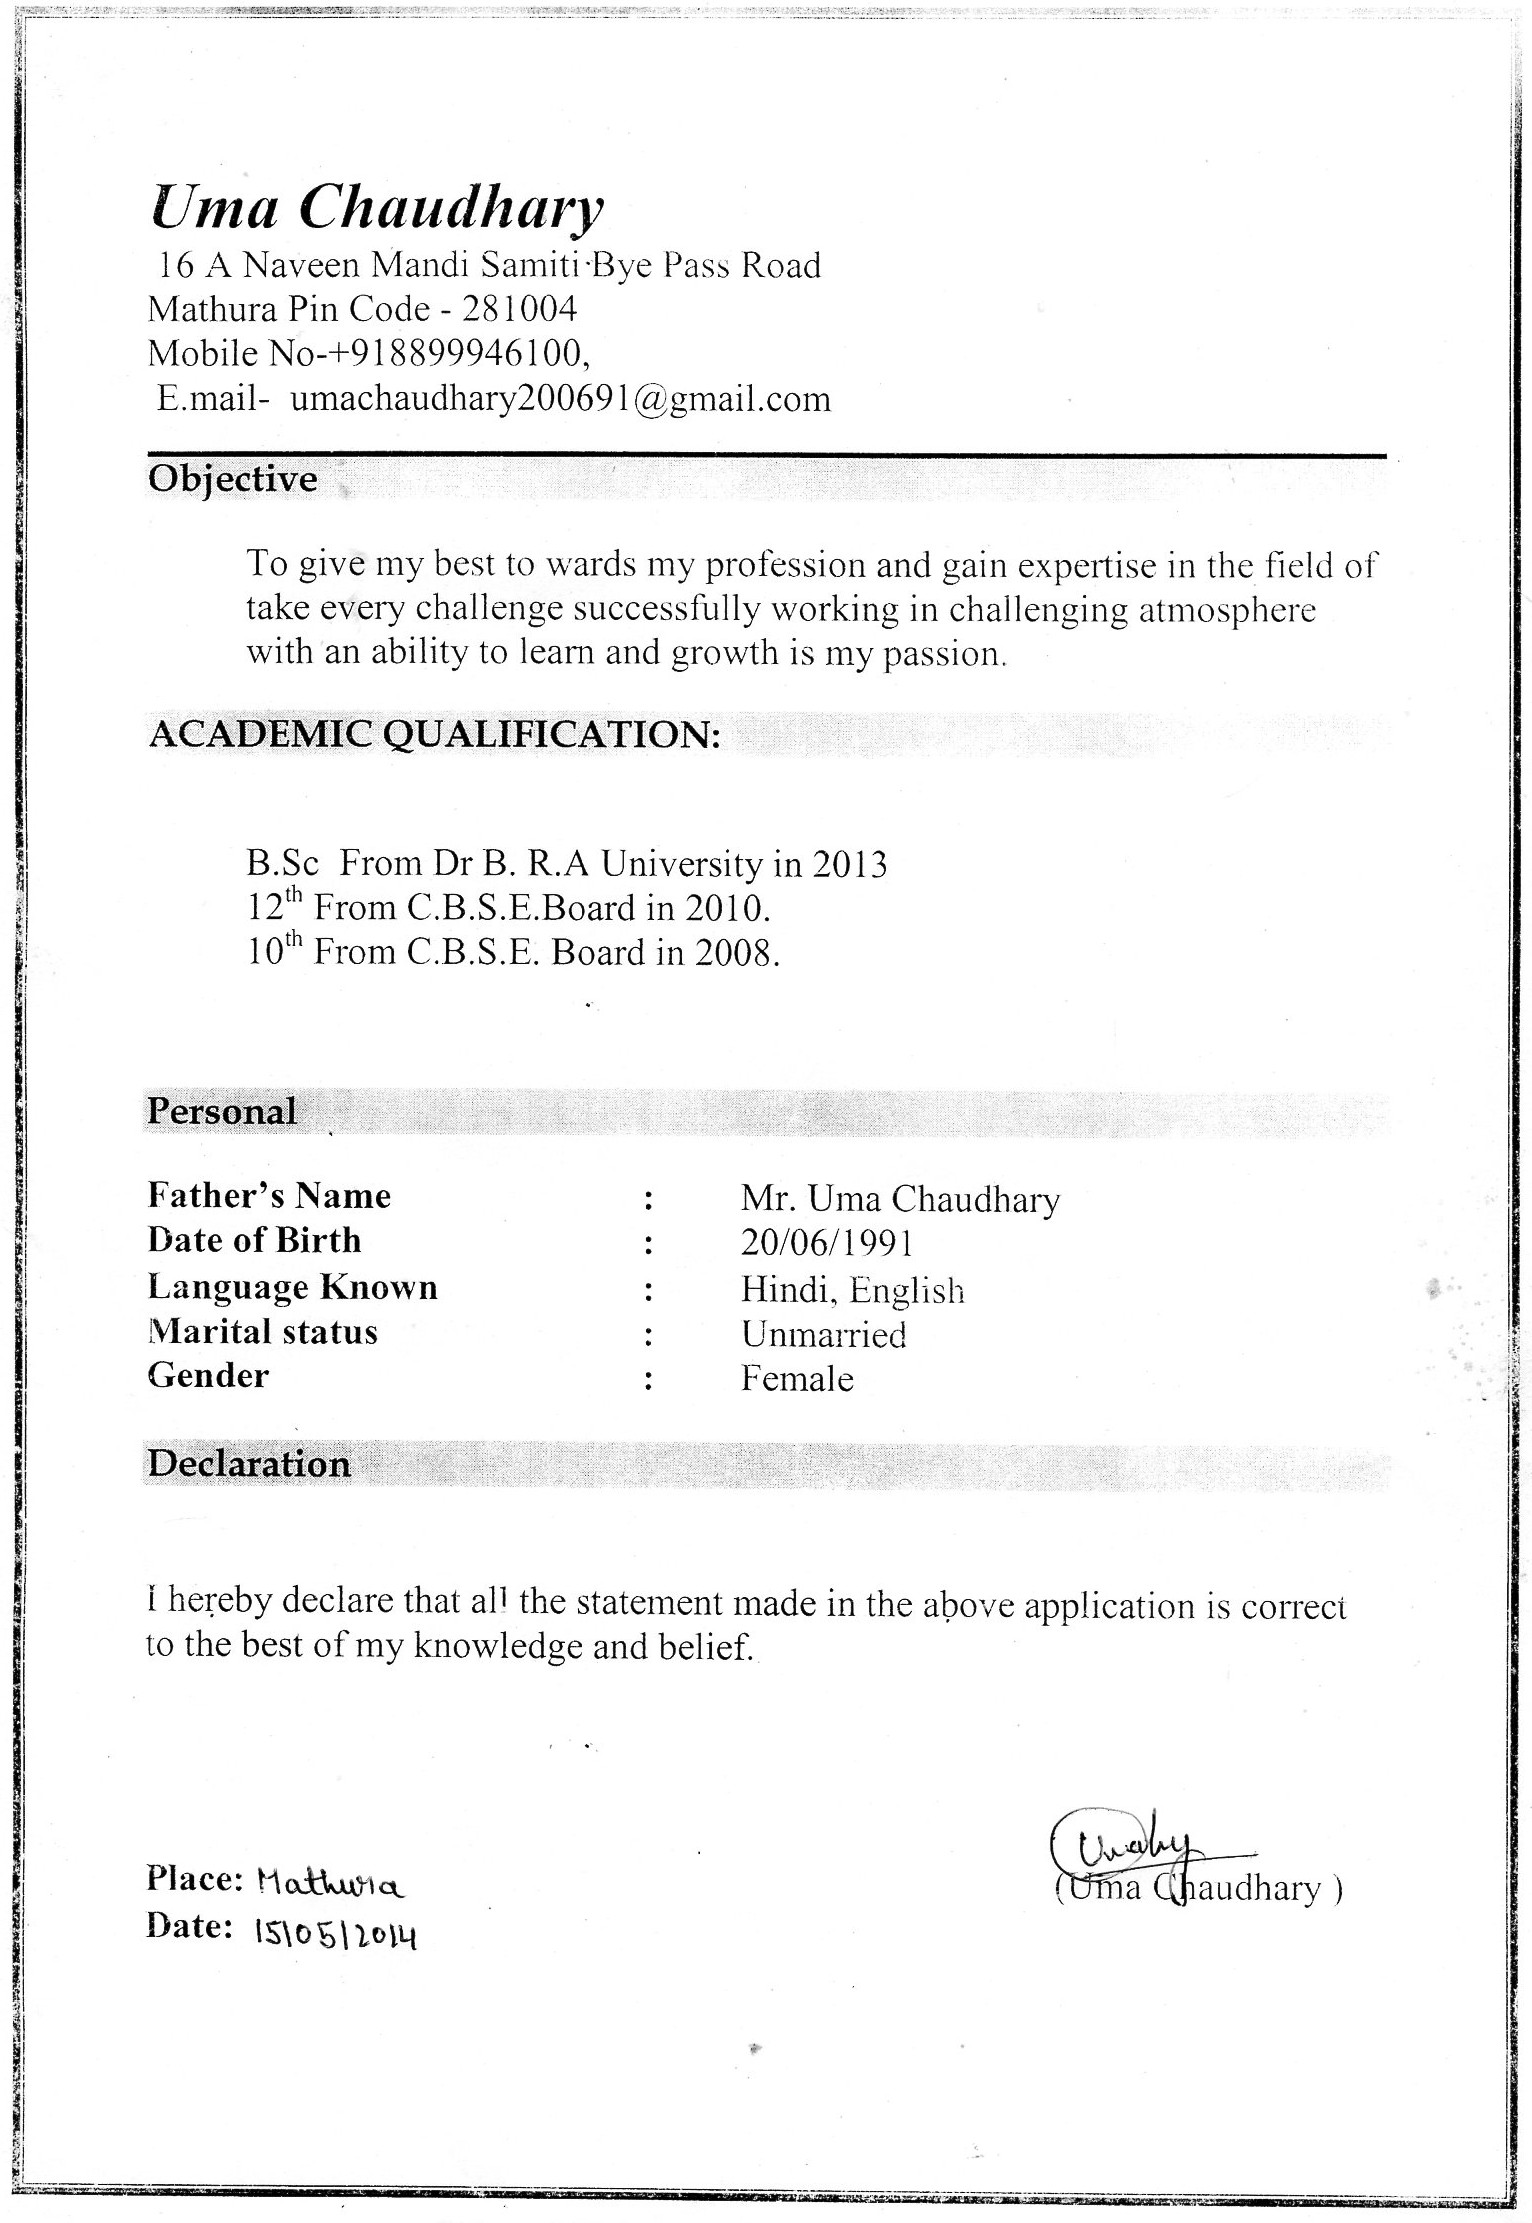 Uma Chaudhary
16 A Naveen Mandi Samiti Bye Pass Road
Mathura Pin Code - 281004
Mobile No-+918899946100,
E.mail- umachaudhary200691@gmail.com
Objective
To give my best to wards my profession and gain expertise in the field of
take every challenge successfully working in challenging atmosphere
with an ability to learn and growth is my passion.
ACADEMIC QUALIFICATION:
B.Sc From Dr B. R.A University in 2013
12th From C.B.S.E.Board in 2010.
10th From C.B.S.E. Board in 2008.
Personal
Father's Name : Mr. Uma Chaudhary
Date of Birth : 20/06/1991
Language Known : Hindi, English
Marital status : Unmarried
Gender : Female
Declaration
I hereby declare that all the statement made in the above application is correct
to the best of my knowledge and belief.
Place: Mathura
(Uma Chaudhary )
Date: 15\05\2014